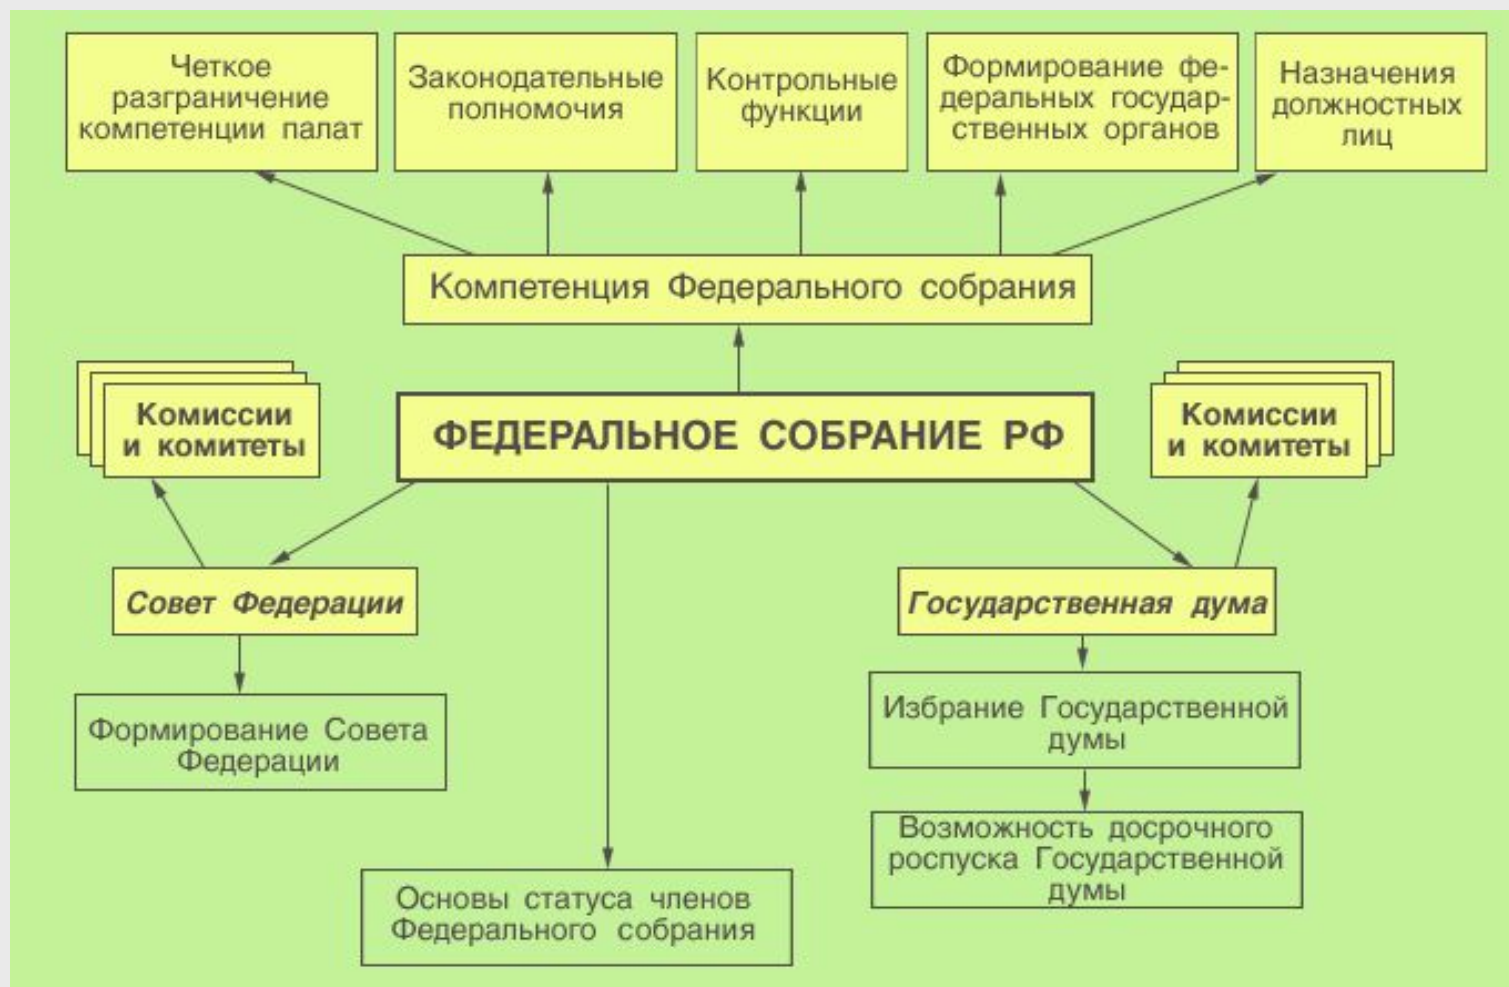 Четкое
разграничение
компетенции палат
Законодательные
полномочия
Контрольные
функции
Формирование фе-
деральных государ-
ственных органов
Назначения
должностных
лиц
Компетенция Федерального собрания
Комиссии
и комитеты
ФЕДЕРАЛЬНОЕ СОБРАНИЕ РФ
Комиссии
и комитеты
Совет Федерации
Государственная дума
Формирование Совета
Федерации
Избрание Государственной
думы
Возможность досрочного
роспуска Государственной
думы
Основы статуса членов
Федерального собрания